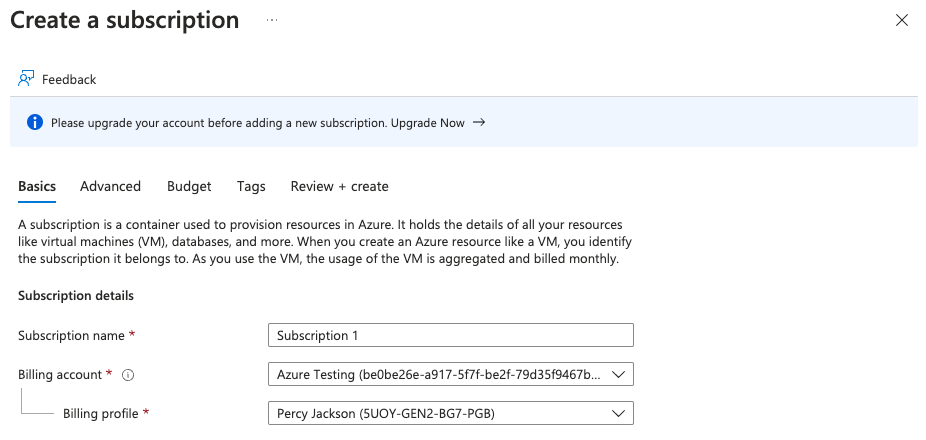 Create a subscription ...
Feedback
Please upgrade your account before adding a new subscription. Upgrade Now →
Basics Advanced Budget Tags Review + create
A subscription is a container used to provision resources in Azure. It holds the details of all your resources
like virtual machines (VM), databases, and more. When you create an Azure resource like a VM, you identify
the subscription it belongs to. As you use the VM, the usage of the VM is aggregated and billed monthly.
Subscription details
Subscription name * Subscription 1
Billing account * Azure Testing (be0be26e-a917-5f7f-be2f-79d35f9467b...
Billing profile * Percy Jackson (5UOY-GEN2-BG7-PGB)